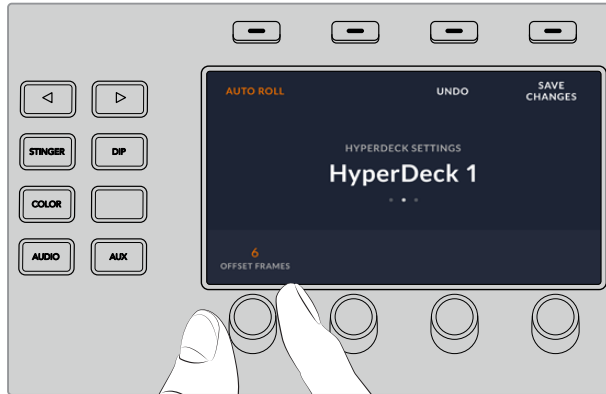 AUTO ROLL
UNDO
SAVE
CHANGES
HYPERDECK SETTINGS
HyperDeck 1
6
OFFSET FRAMES
STINGER
DIP
COLOR
AUDIO
AUX